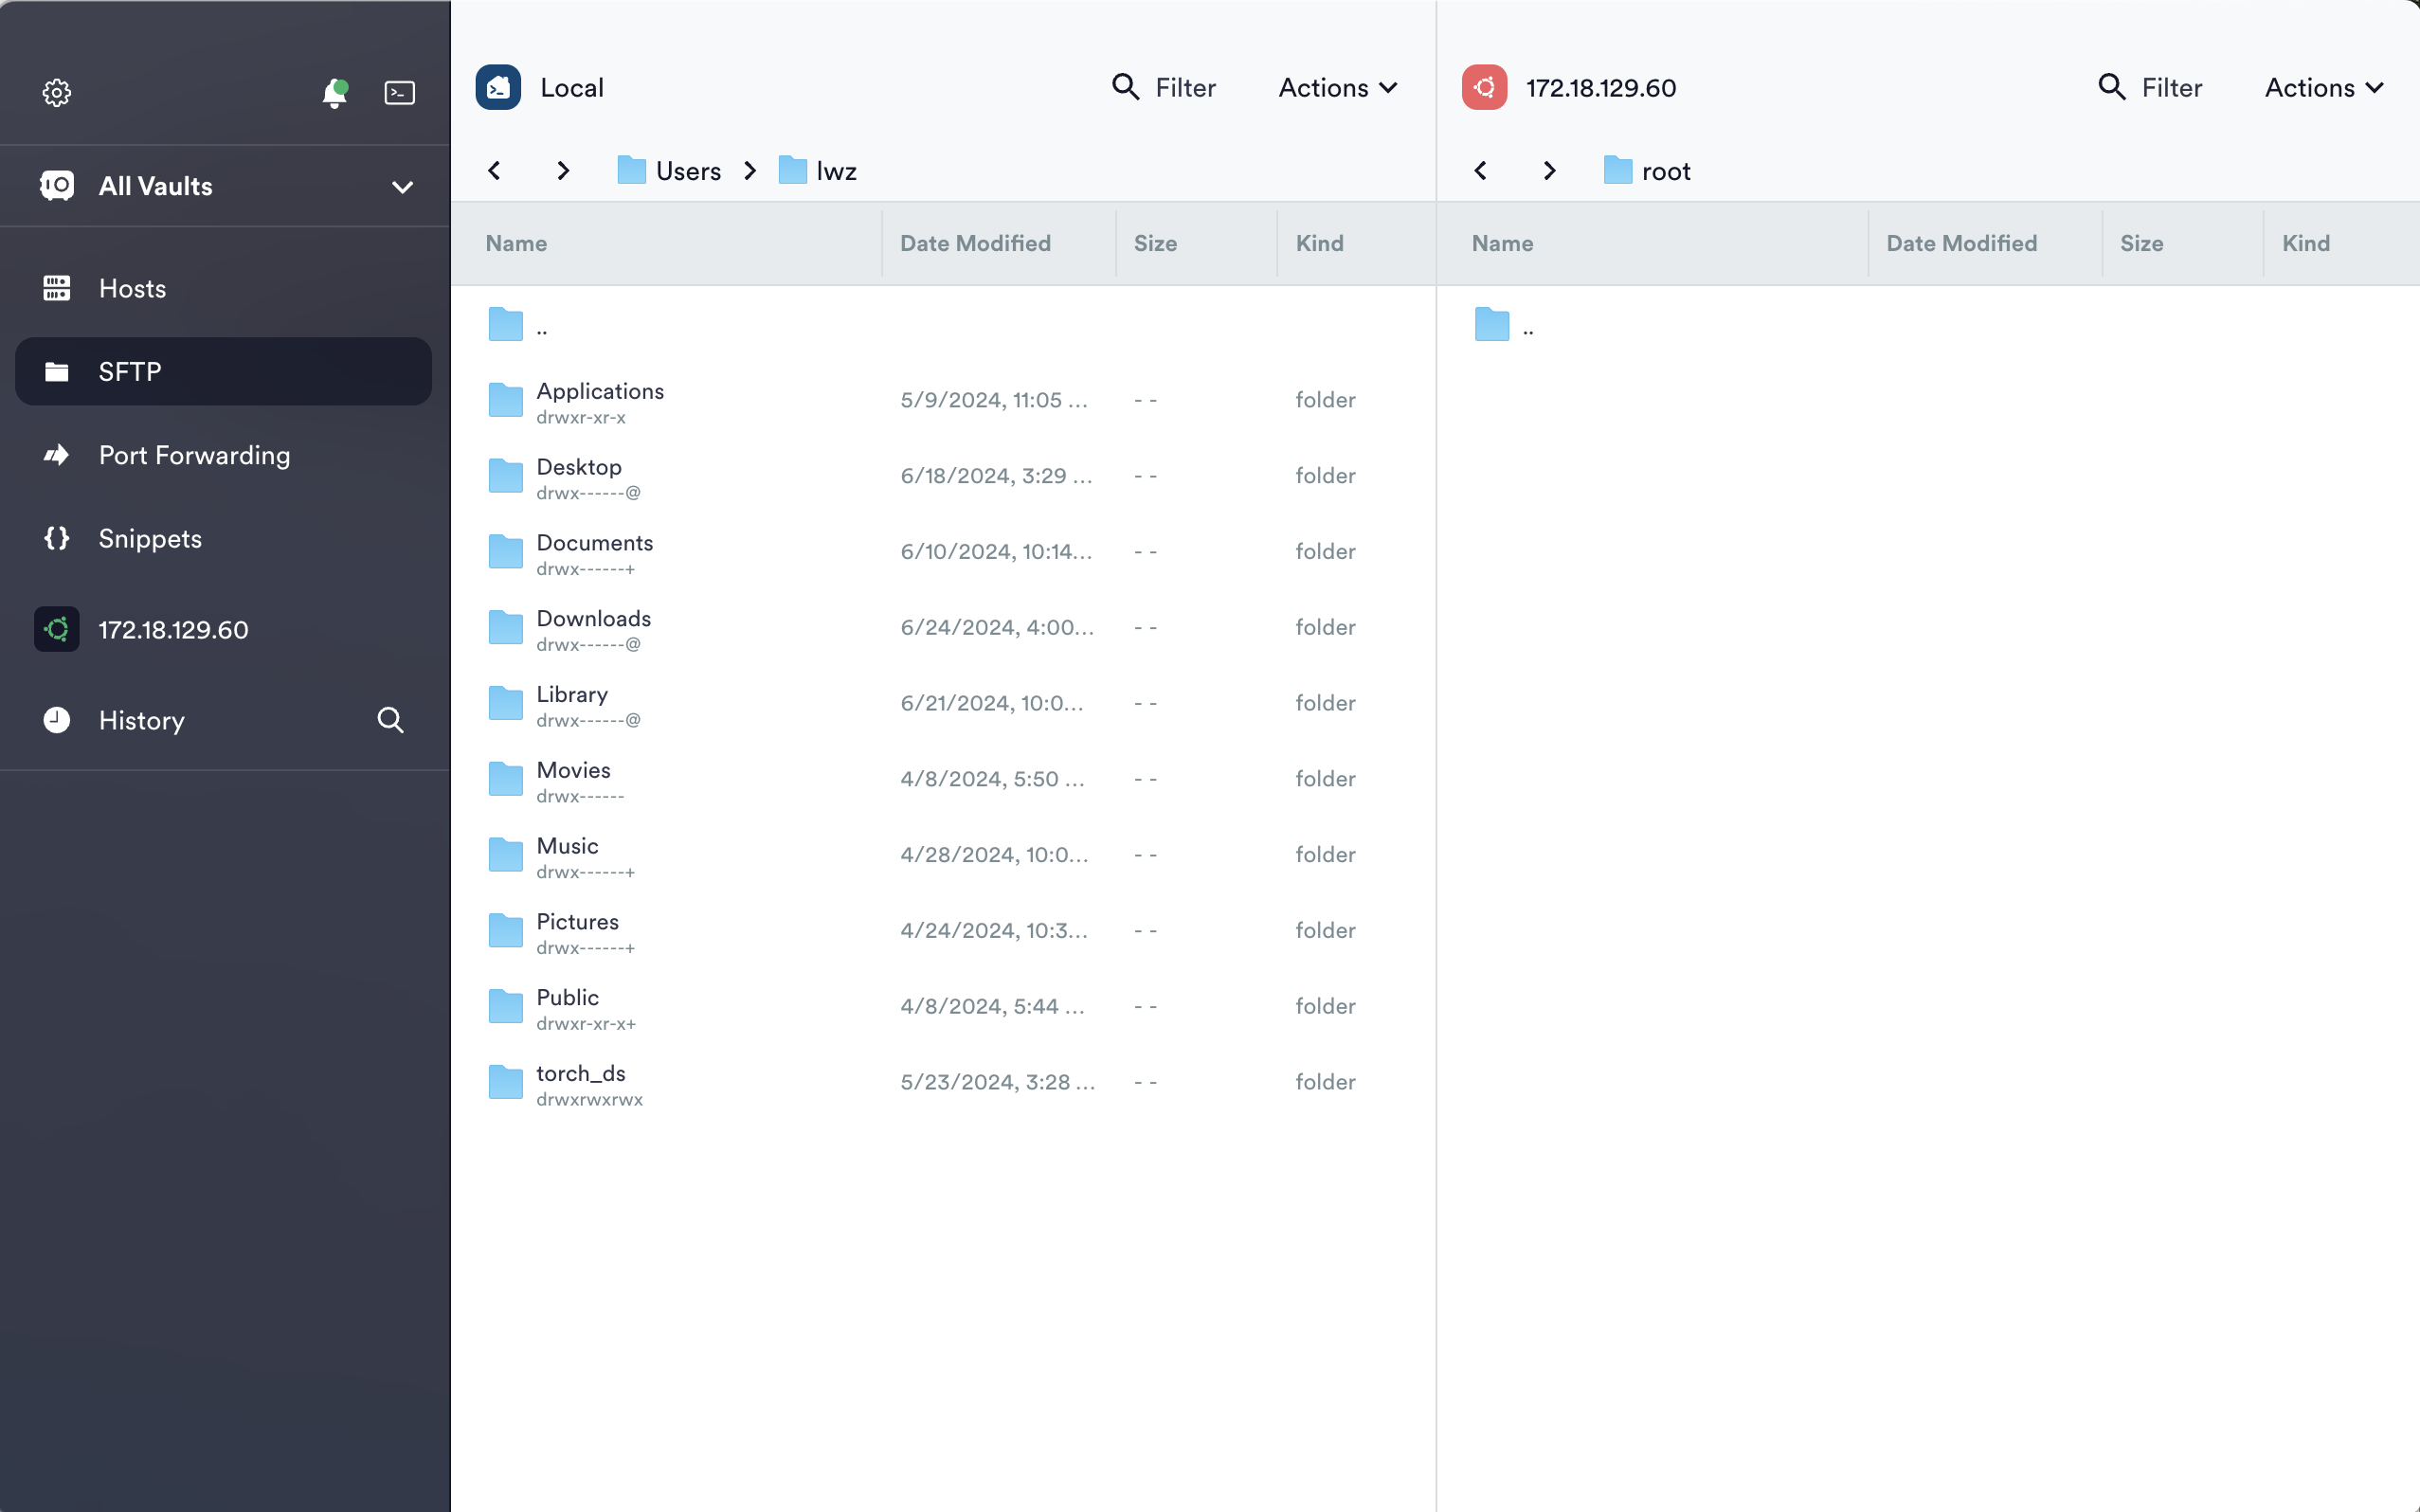 All Vaults
Hosts
SFTP
Port Forwarding
Snippets
172.18.129.60
History
Local
Filter
Actions
Users
lwz
Name Date Modified Size Kind
..
Applications
drwxr-xr-x
5/9/2024, 11:05 ... - - folder
Desktop
drwx------@
6/18/2024, 3:29 ... - - folder
Documents
drwx------+
6/10/2024, 10:14... - - folder
Downloads
drwx------@
6/24/2024, 4:00... - - folder
Library
drwx------@
6/21/2024, 10:0... - - folder
Movies
drwx------
4/8/2024, 5:50 ... - - folder
Music
drwx------+
4/28/2024, 10:0... - - folder
Pictures
drwx------+
4/24/2024, 10:3... - - folder
Public
drwxr-xr-x+
4/8/2024, 5:44 ... - - folder
torch_ds
drwxrwxrwx
5/23/2024, 3:28 ... - - folder
172.18.129.60
Filter
Actions
root
Name Date Modified Size Kind
..